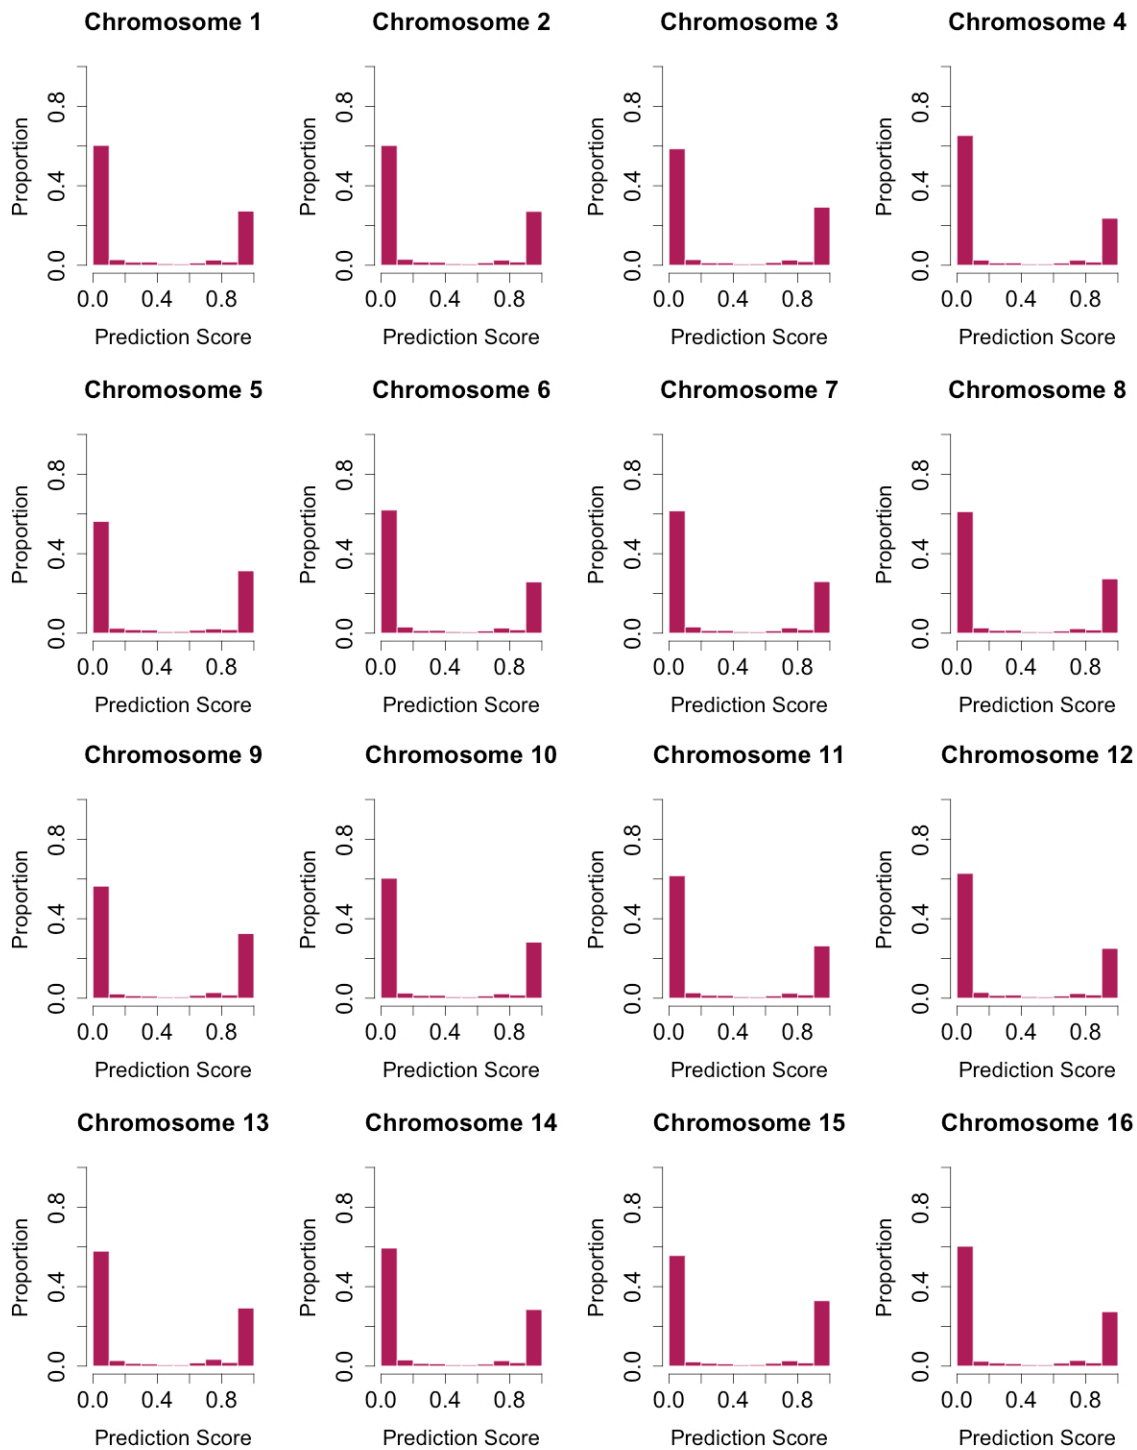 Chromosome 1
Proportion
0.0 0.4 0.8
0.0 0.4 0.8
Prediction Score
Chromosome 2
Proportion
0.0 0.4 0.8
0.0 0.4 0.8
Prediction Score
Chromosome 3
Proportion
0.0 0.4 0.8
0.0 0.4 0.8
Prediction Score
Chromosome 4
Proportion
0.0 0.4 0.8
0.0 0.4 0.8
Prediction Score
Chromosome 5
Proportion
0.0 0.4 0.8
0.0 0.4 0.8
Prediction Score
Chromosome 6
Proportion
0.0 0.4 0.8
0.0 0.4 0.8
Prediction Score
Chromosome 7
Proportion
0.0 0.4 0.8
0.0 0.4 0.8
Prediction Score
Chromosome 8
Proportion
0.0 0.4 0.8
0.0 0.4 0.8
Prediction Score
Chromosome 9
Proportion
0.0 0.4 0.8
0.0 0.4 0.8
Prediction Score
Chromosome 10
Proportion
0.0 0.4 0.8
0.0 0.4 0.8
Prediction Score
Chromosome 11
Proportion
0.0 0.4 0.8
0.0 0.4 0.8
Prediction Score
Chromosome 12
Proportion
0.0 0.4 0.8
0.0 0.4 0.8
Prediction Score
Chromosome 13
Proportion
0.0 0.4 0.8
0.0 0.4 0.8
Prediction Score
Chromosome 14
Proportion
0.0 0.4 0.8
0.0 0.4 0.8
Prediction Score
Chromosome 15
Proportion
0.0 0.4 0.8
0.0 0.4 0.8
Prediction Score
Chromosome 16
Proportion
0.0 0.4 0.8
0.0 0.4 0.8
Prediction Score